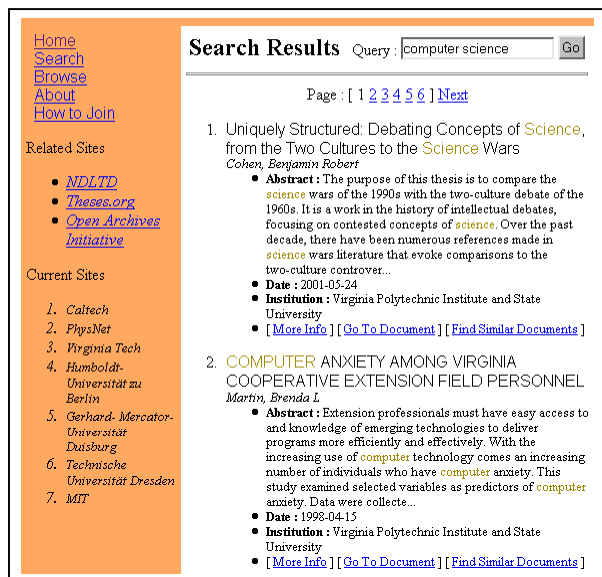 Home
Search
Browse
About
How to Join
Related Sites
• NDLTD
• Theses.org
• Open Archives
Initiative
Current Sites
1. Caltech
2. PhysNet
3. Virginia Tech
4. Humboldt-
Universität zu
Berlin
5. Gerhard- Mercator-
Universität
Duisburg
6. Technische
Universität Dresden
7. MIT
Search Results Query : computer science Go
Page : [ 1 2 3 4 5 6 ] Next
1. Uniquely Structured: Debating Concepts of Science,
from the Two Cultures to the Science Wars
Cohen, Benjamin Robert
• Abstract : The purpose of this thesis is to compare the
science wars of the 1990s with the two-culture debate of the
1960s. It is a work in the history of intellectual debates,
focusing on contested concepts of science. Over the past
decade, there have been numerous references made in
science wars literature that evoke comparisons to the
two-culture controver...
• Date : 2001-05-24
• Institution : Virginia Polytechnic Institute and State
University
• [ More Info ] [ Go To Document ] [ Find Similar Documents ]
2. COMPUTER ANXIETY AMONG VIRGINIA
COOPERATIVE EXTENSION FIELD PERSONNEL
Martin, Brenda L
• Abstract : Extension professionals must have easy access to
and knowledge of emerging technologies to deliver
programs more efficiently and effectively. With the
increasing use of computer technology comes an increasing
number of individuals who have computer anxiety. This
study examined selected variables as predictors of computer
anxiety. Data were collecte...
• Date : 1998-04-15
• Institution : Virginia Polytechnic Institute and State
University
• [ More Info ] [ Go To Document ] [ Find Similar Documents ]